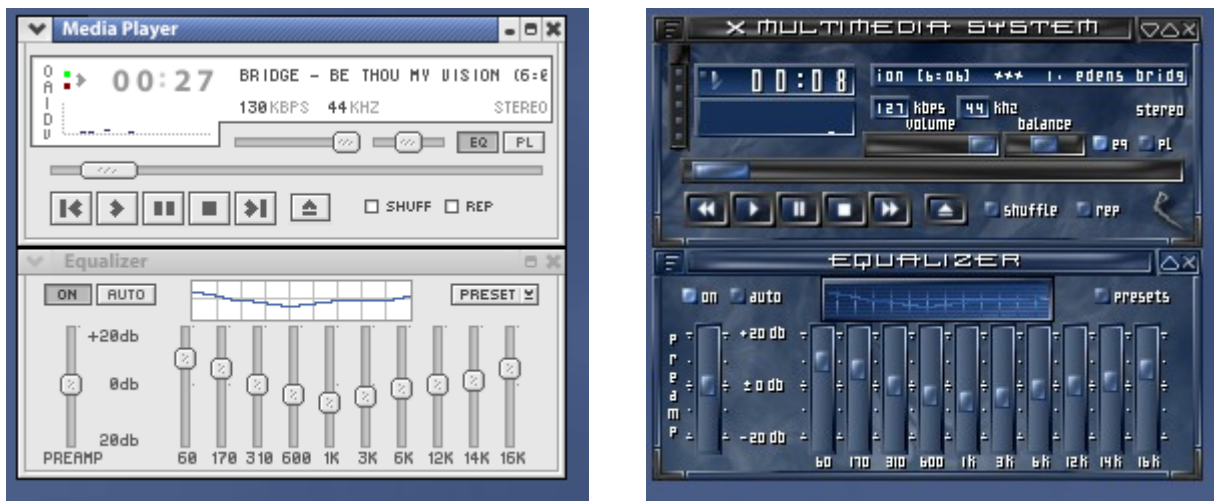 Media Player
OAIDV
00:27
BRIDGE - BE THOU MY VISION (6:0
130 KBPS 44 KHZ STEREO
EQ PL
SHUFF REP
Equalizer
ON AUTO PRESET
+20db
0db
20db
PREAMP 60 170 310 600 1K 3K 6K 12K 14K 16K
X MULTIMEDIA SYSTEM
00:08
ion [6:06] *** 1. edens bridg
127 kbps 44 khz stereo
volume balance
eq pl
shuffle rep
EQUALIZER
on auto presets
preamp
+20 db
±0 db
-20 db
60 170 310 600 1k 3k 6k 12k 14k 16k